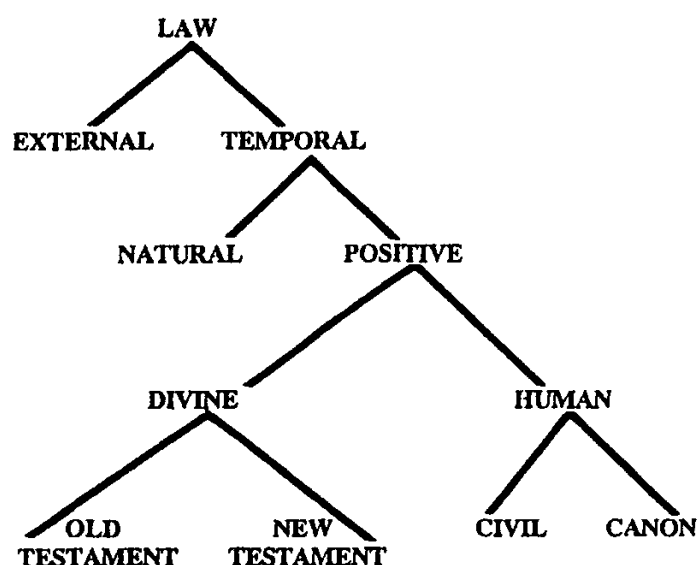 LAW
EXTERNAL TEMPORAL
NATURAL POSITIVE
DIVINE HUMAN
OLD TESTAMENT
NEW TESTAMENT
CIVIL CANON